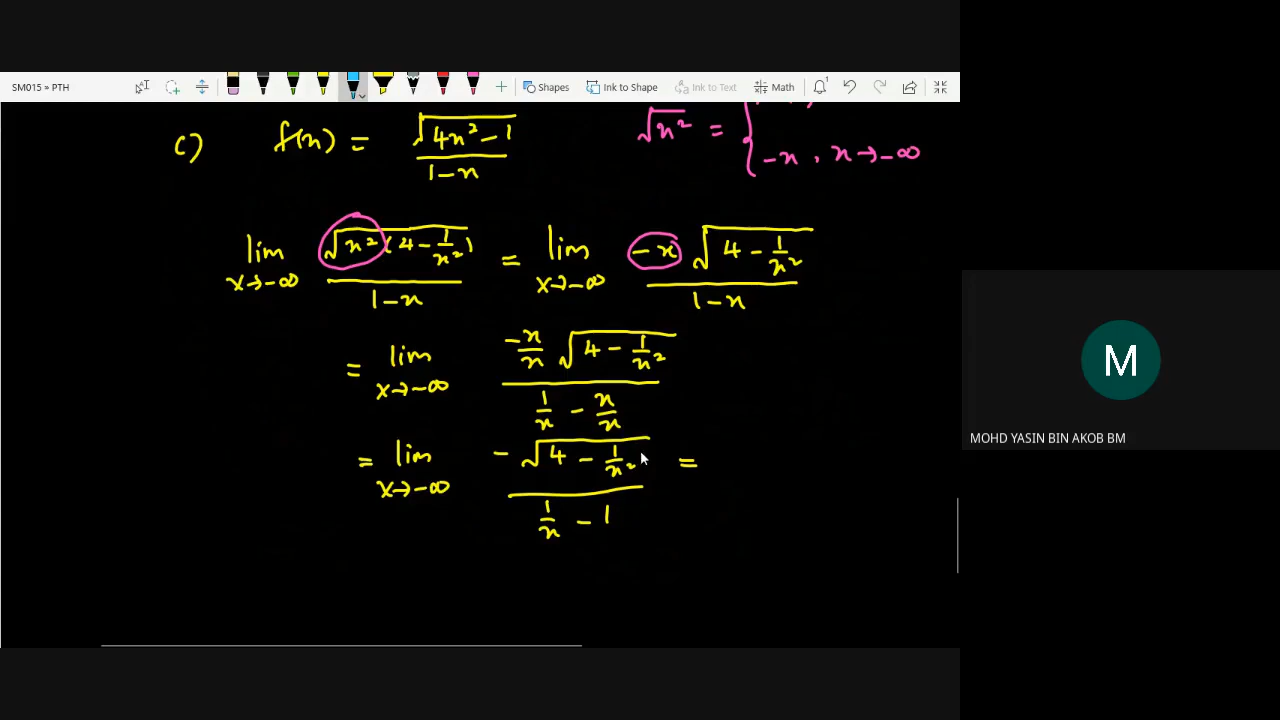 SM015 » PTH
Shapes
Ink to Shape
Ink to Text
Math
1
c) f(x) = √(4x² − 1) / (1 − x)
√x² = { −x , x → −∞
lim x→−∞ √(x² (4 − 1/x²)) / (1 − x) = lim x→−∞ −x √(4 − 1/x²) / (1 − x)
= lim x→−∞ (−x/x √(4 − 1/x²)) / (1/x − x/x)
= lim x→−∞ −√(4 − 1/x²) / (1/x − 1) =
M
MOHD YASIN BIN AKOB BM